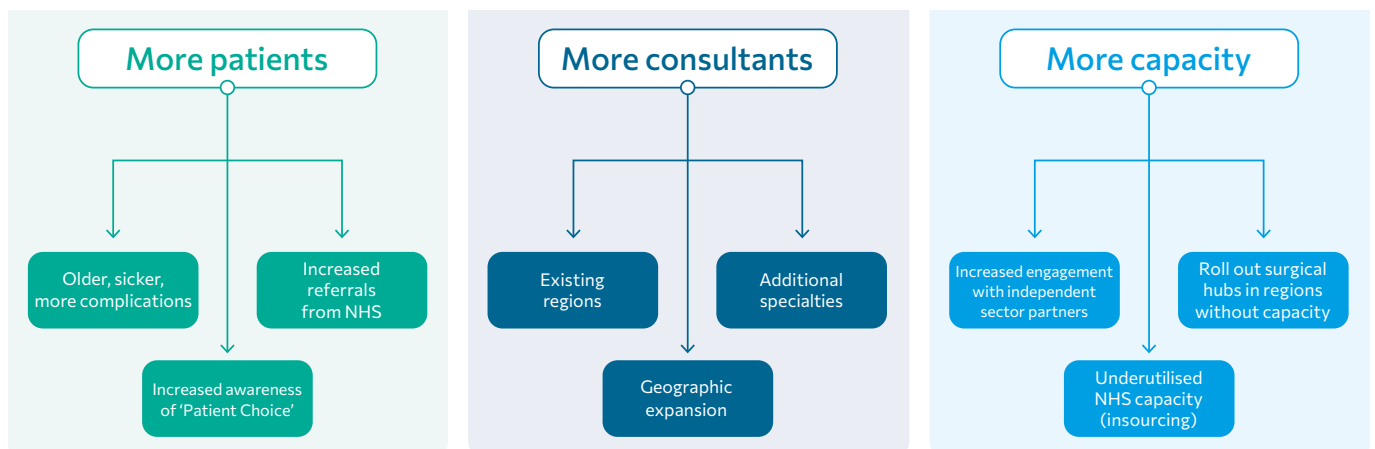 More patients
Older, sicker,
more complications
Increased
referrals
from NHS
Increased awareness
of ‘Patient Choice’
More consultants
Existing
regions
Additional
specialties
Geographic
expansion
More capacity
Increased engagement
with independent
sector partners
Roll out surgical
hubs in regions
without capacity
Underutilised
NHS capacity
(insourcing)